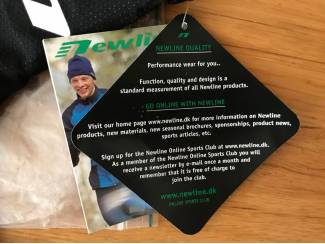 newline
NEWLINE QUALITY
Performance wear for you..
Function, quality and design is a
standard measurement of all Newline products.
- GO ONLINE WITH NEWLINE
Visit our home page www.newline.dk for more information on Newline
products, new materials, new seasonal brochures, sponsorships, product news,
sports articles, etc.
Sign up for the Newline Online Sports Club at www.newline.dk.
As a member of the Newline Online Sports Club you will
receive a newsletter by e-mail once a month and
remember that it is free of charge to
join the club.
www.newline.dk
ONLINE SPORTS CLUB